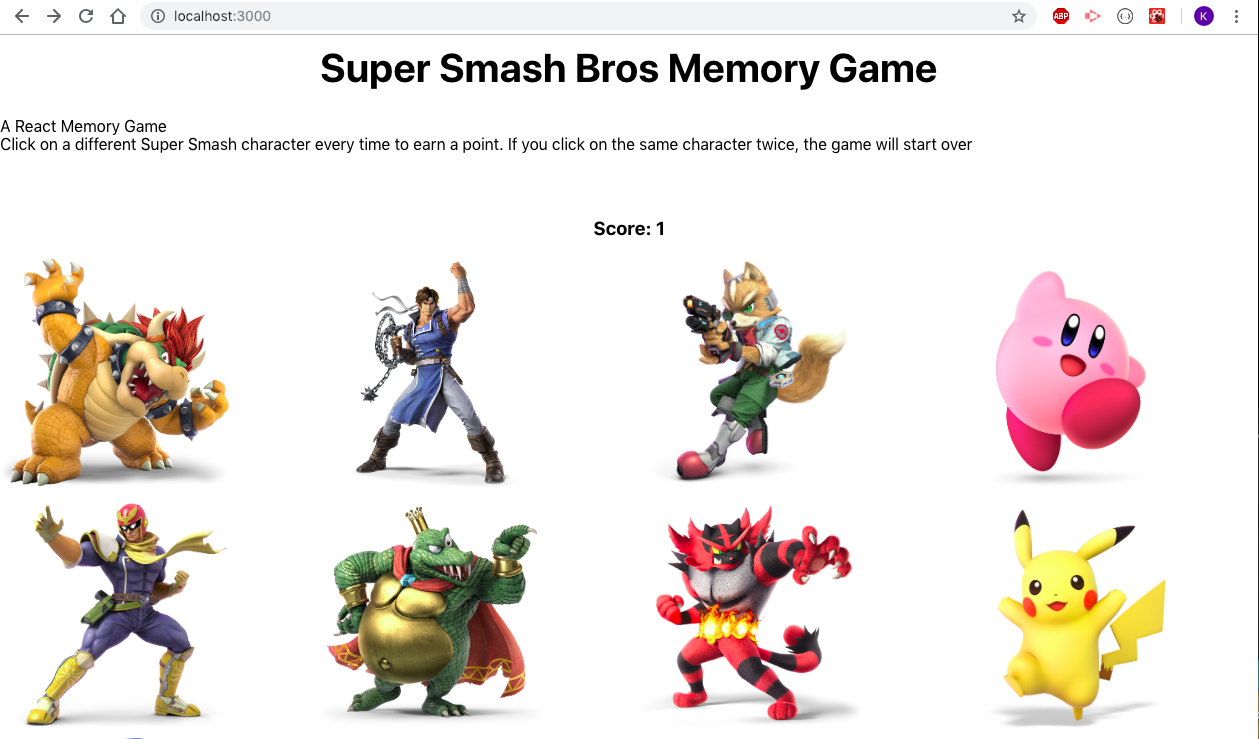 localhost:3000
ABP
K
Super Smash Bros Memory Game
A React Memory Game
Click on a different Super Smash character every time to earn a point. If you click on the same character twice, the game will start over
Score: 1